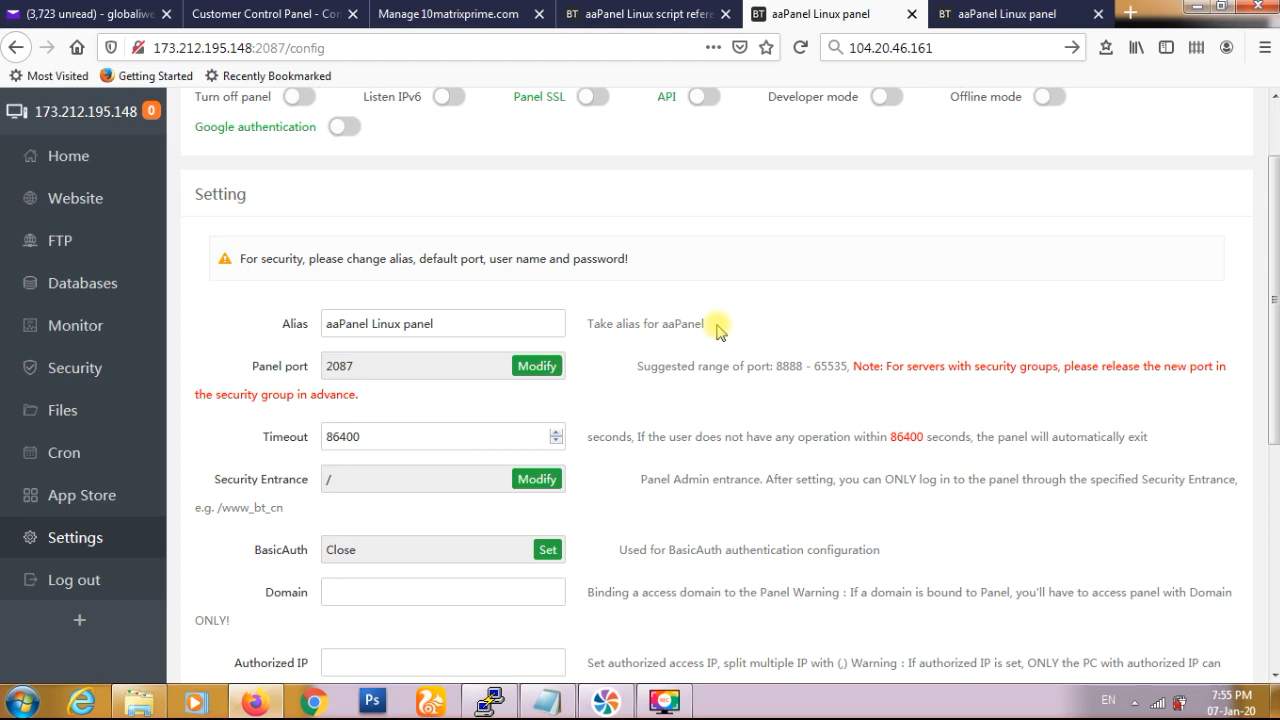 (3,723 unread) - globaliwe
Customer Control Panel - Con
Manage10matrixprime.com
BT aaPanel Linux script refere
BT aaPanel Linux panel
BT aaPanel Linux panel
173.212.195.148:2087/config
104.20.46.161
Most Visited
Getting Started
Recently Bookmarked
173.212.195.148
0
Home
Website
FTP
Databases
Monitor
Security
Files
Cron
App Store
Settings
Log out
Turn off panel
Listen IPv6
Panel SSL
API
Developer mode
Offline mode
Google authentication
Setting
For security, please change alias, default port, user name and password!
Alias
aaPanel Linux panel
Take alias for aaPanel
Panel port
2087
Modify
Suggested range of port: 8888 - 65535, Note: For servers with security groups, please release the new port in
the security group in advance.
Timeout
86400
seconds, If the user does not have any operation within 86400 seconds, the panel will automatically exit
Security Entrance
/
Modify
Panel Admin entrance. After setting, you can ONLY log in to the panel through the specified Security Entrance,
e.g. /www_bt_cn
BasicAuth
Close
Set
Used for BasicAuth authentication configuration
Domain
Binding a access domain to the Panel Warning : If a domain is bound to Panel, you'll have to access panel with Domain
ONLY!
Authorized IP
Set authorized access IP, split multiple IP with (,) Warning : If authorized IP is set, ONLY the PC with authorized IP can
Ps
REC
EN
7:55 PM
07-Jan-20